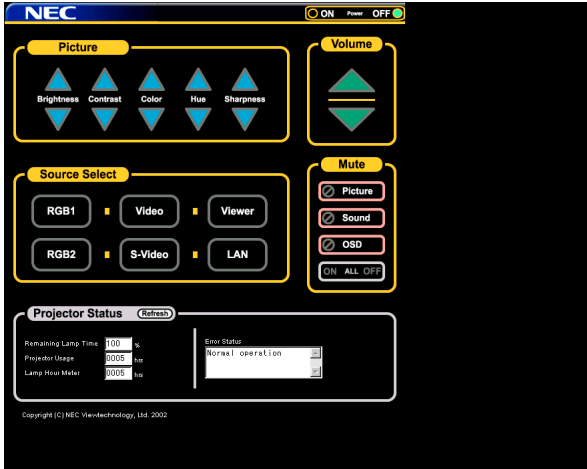 NEC
ON Power OFF
Picture
Brightness Contrast Color Hue Sharpness
Volume
Source Select
RGB1 Video Viewer
RGB2 S-Video LAN
Mute
Picture
Sound
OSD
ON ALL OFF
Projector Status Refresh
Remaining Lamp Time 100 %
Projector Usage 0005 hrs
Lamp Hour Meter 0005 hrs
Error Status
Normal operation
Copyright (C) NEC Viewtechnology, Ltd. 2002